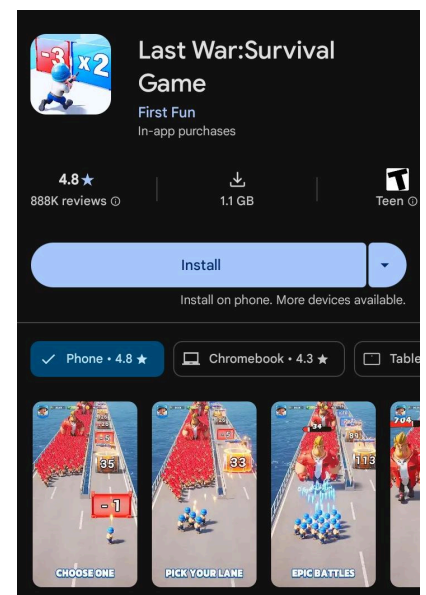 -3 x2
Last War:Survival
Game
First Fun
In-app purchases
4.8★
888K reviews
1.1 GB
T
Teen
Install
Install on phone. More devices available.
Phone • 4.8 ★
Chromebook • 4.3 ★
Table
35
- 1
CHOOSE ONE
33
PICK YOUR LANE
34
113
EPIC BATTLES
704